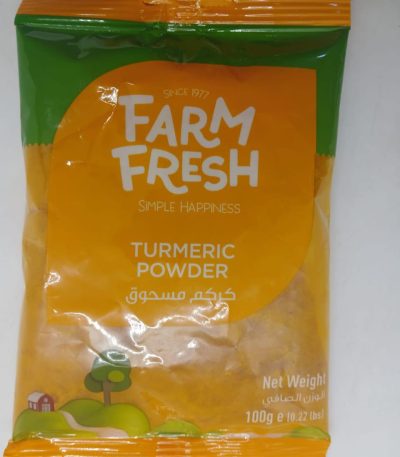 SINCE 1977
FARM
FRESH
SIMPLE HAPPINESS
TURMERIC
POWDER
كركم مسحوق
Net Weight
الوزن الصافي
100g e (0.22 lbs)